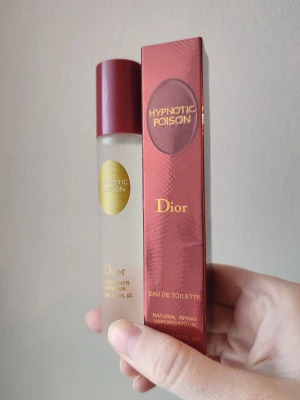 HYPNOTIC
POISON
Dior
EAU DE TOILETTE
NATURAL SPRAY
VAPORISATEUR
HYPNOTIC
POISON
Dior